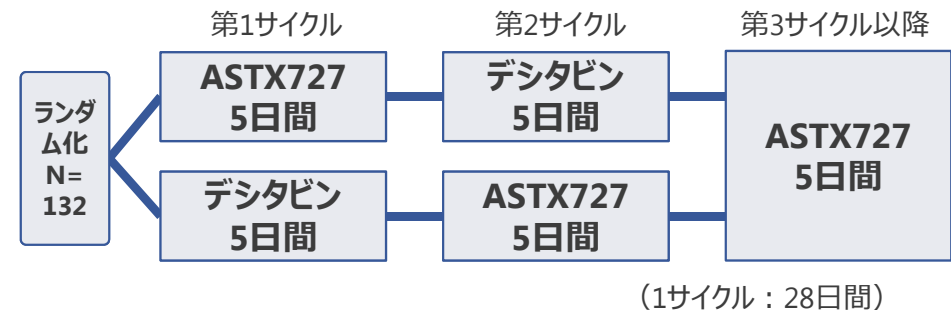 第1サイクル
第2サイクル
第3サイクル以降
ランダ
ム化
N=
132
ASTX727
5日間
デシタビン
5日間
デシタビン
5日間
ASTX727
5日間
ASTX727
5日間
（1サイクル：28日間）